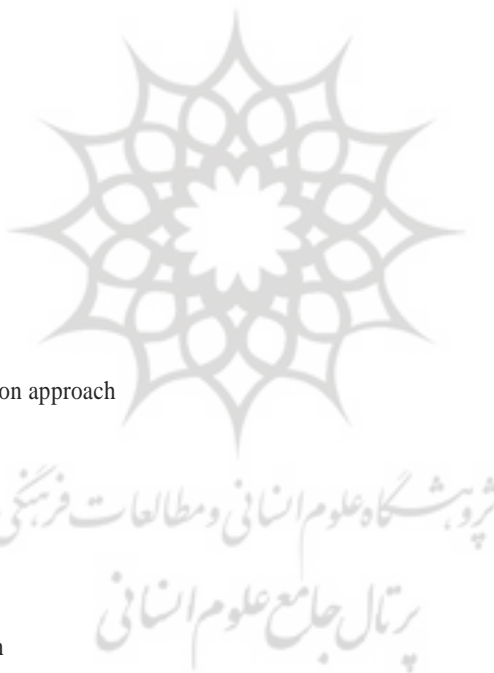 on approach
پژوهشگاه علوم انسانی و مطالعات فرهنگی
پرتال جامع علوم انسانی
n